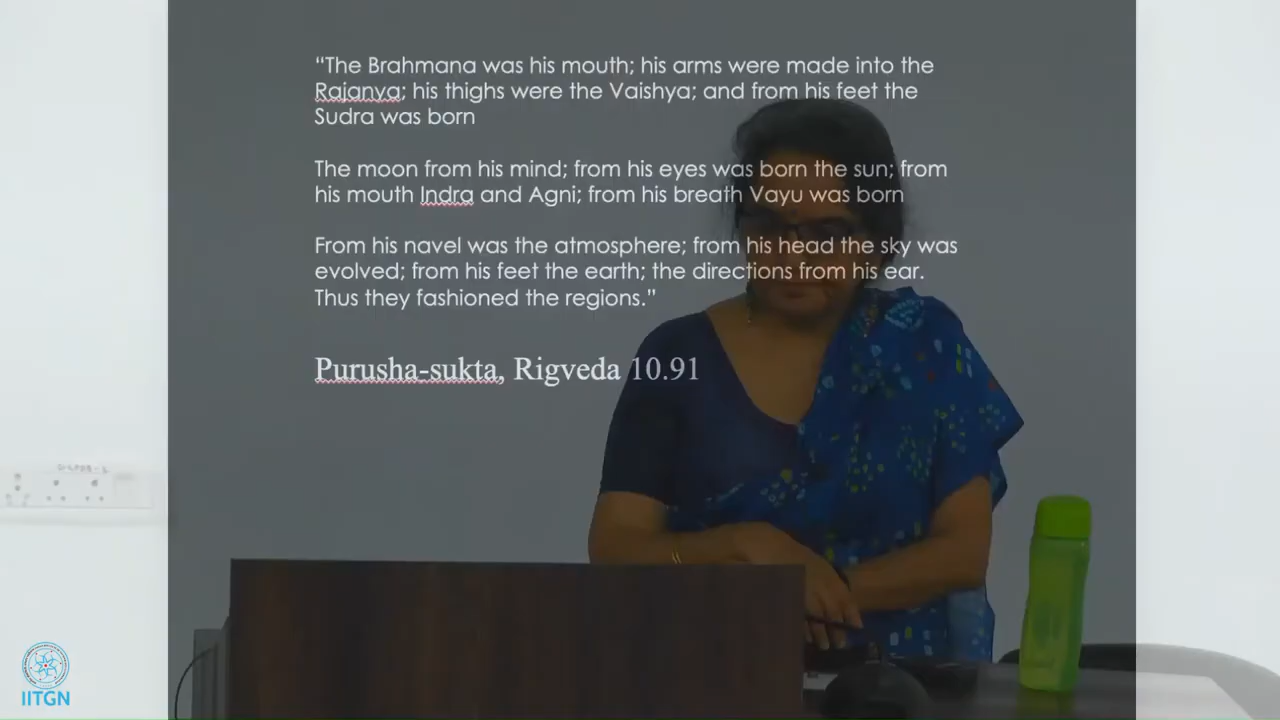 “The Brahmana was his mouth; his arms were made into the
Rajanya; his thighs were the Vaishya; and from his feet the
Sudra was born
The moon from his mind; from his eyes was born the sun; from
his mouth Indra and Agni; from his breath Vayu was born
From his navel was the atmosphere; from his head the sky was
evolved; from his feet the earth; the directions from his ear.
Thus they fashioned the regions.”
Purusha-sukta, Rigveda 10.91
IITGN